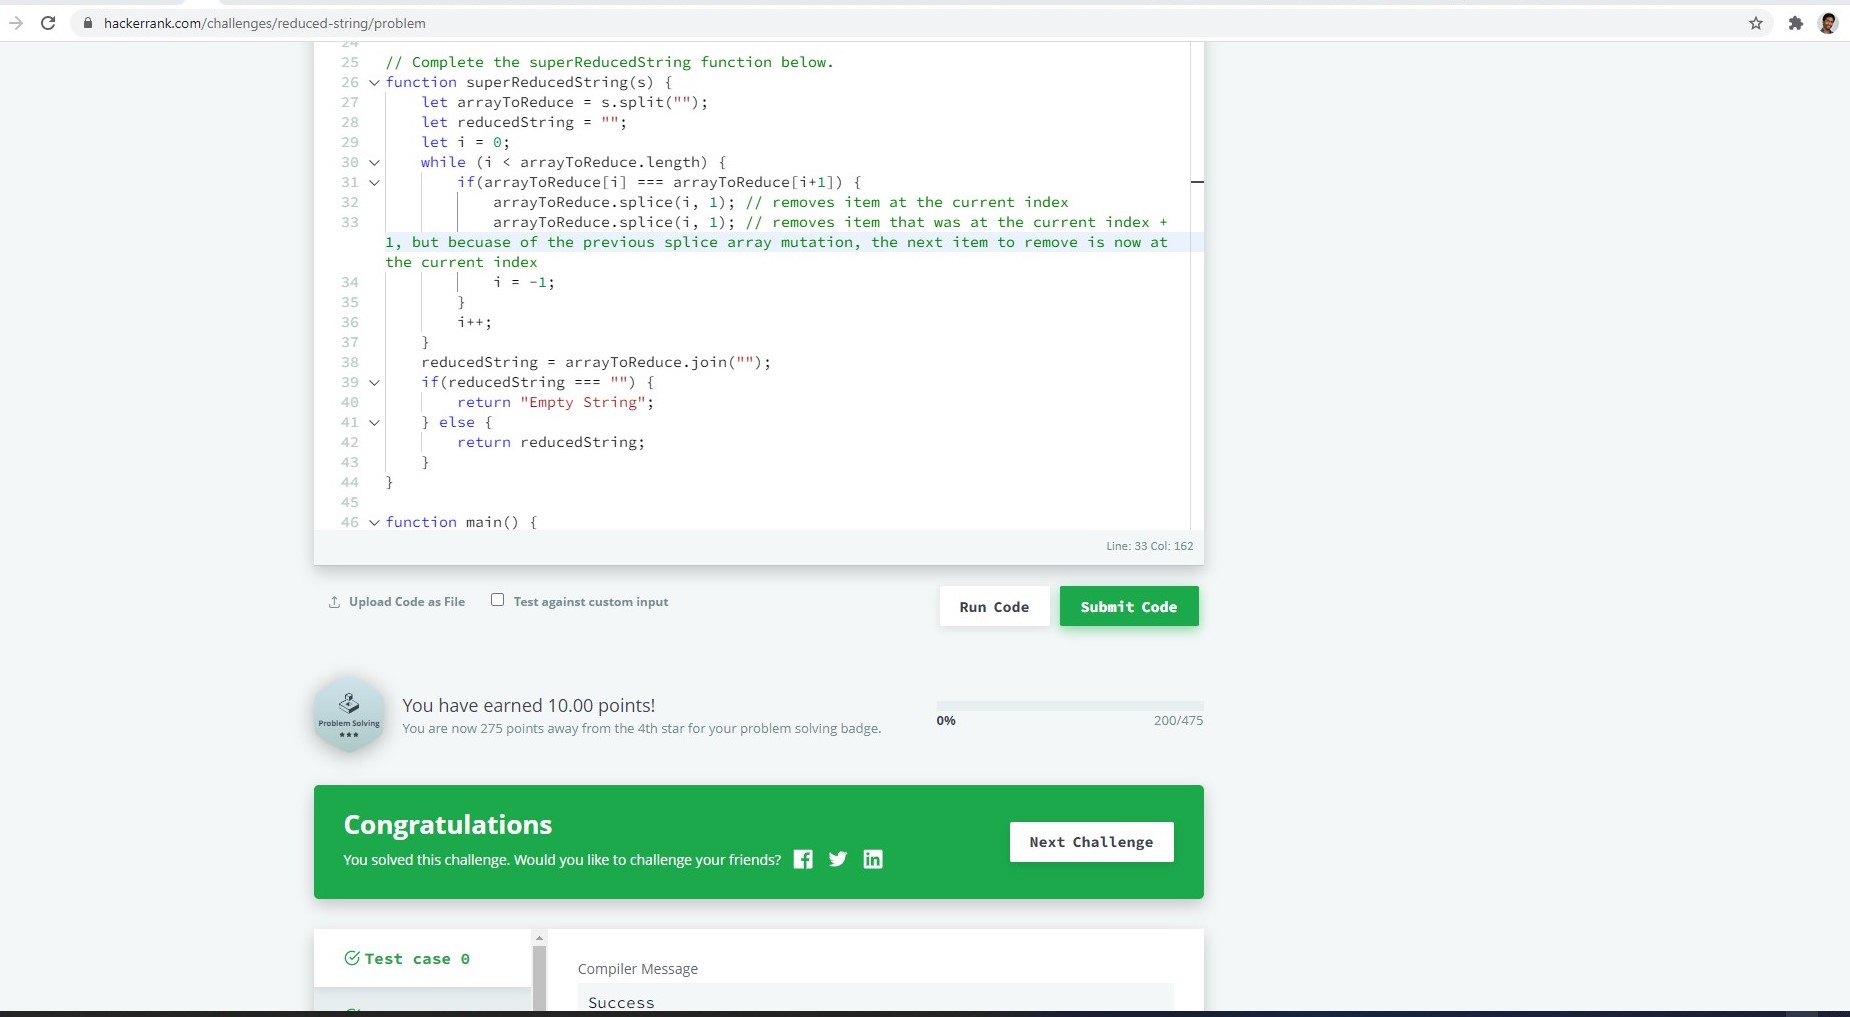 hackerrank.com/challenges/reduced-string/problem
24
25 // Complete the superReducedString function below.
26 function superReducedString(s) {
27 let arrayToReduce = s.split("");
28 let reducedString = "";
29 let i = 0;
30 while (i < arrayToReduce.length) {
31 if(arrayToReduce[i] === arrayToReduce[i+1]) {
32 arrayToReduce.splice(i, 1); // removes item at the current index
33 arrayToReduce.splice(i, 1); // removes item that was at the current index +
1, but becuase of the previous splice array mutation, the next item to remove is now at
the current index
34 i = -1;
35 }
36 i++;
37 }
38 reducedString = arrayToReduce.join("");
39 if(reducedString === "") {
40 return "Empty String";
41 } else {
42 return reducedString;
43 }
44 }
45
46 function main() {
Line: 33 Col: 162
Upload Code as File Test against custom input Run Code Submit Code
Problem Solving
You have earned 10.00 points!
You are now 275 points away from the 4th star for your problem solving badge.
0% 200/475
Congratulations
You solved this challenge. Would you like to challenge your friends?
Next Challenge
Test case 0
Compiler Message
Success